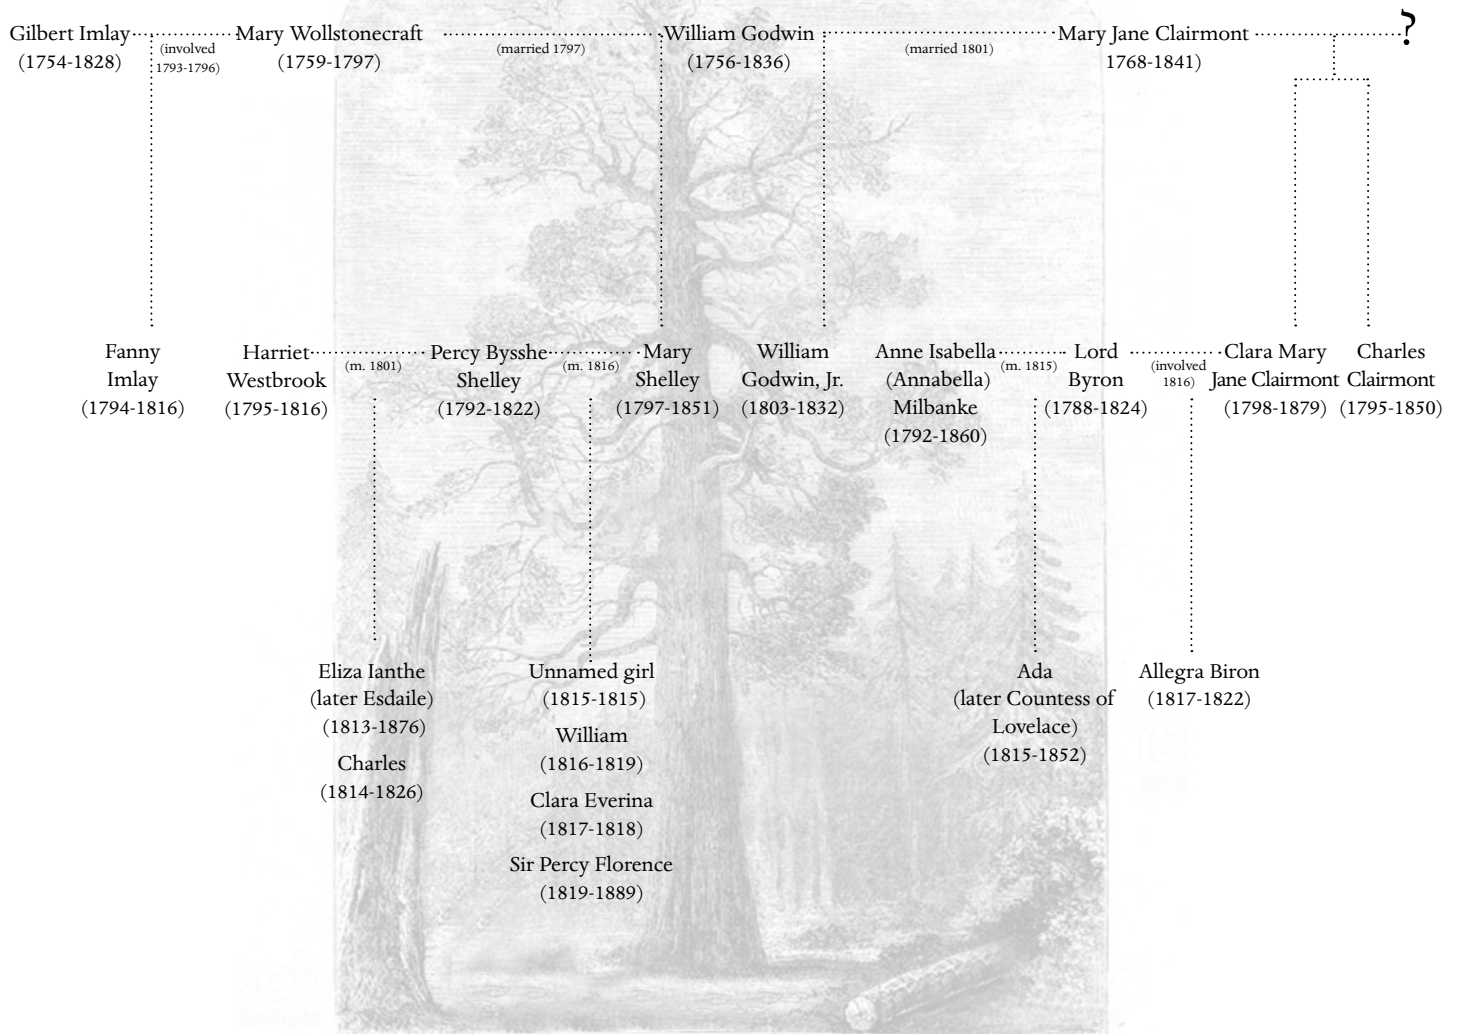 Gilbert Imlay
(1754-1828)
(involved
1793-1796)
Mary Wollstonecraft
(1759-1797)
(married 1797)
William Godwin
(1756-1836)
(married 1801)
Mary Jane Clairmont
1768-1841)
?
Fanny
Imlay
(1794-1816)
Harriet
Westbrook
(1795-1816)
(m. 1801)
Percy Bysshe
Shelley
(1792-1822)
(m. 1816)
Mary
Shelley
(1797-1851)
William
Godwin, Jr.
(1803-1832)
Anne Isabella
(Annabella)
Milbanke
(1792-1860)
(m. 1815)
Lord
Byron
(1788-1824)
(involved
1816)
Clara Mary
Jane Clairmont
(1798-1879)
Charles
Clairmont
(1795-1850)
Eliza Ianthe
(later Esdaile)
(1813-1876)
Charles
(1814-1826)
Unnamed girl
(1815-1815)
William
(1816-1819)
Clara Everina
(1817-1818)
Sir Percy Florence
(1819-1889)
Ada
(later Countess of
Lovelace)
(1815-1852)
Allegra Biron
(1817-1822)